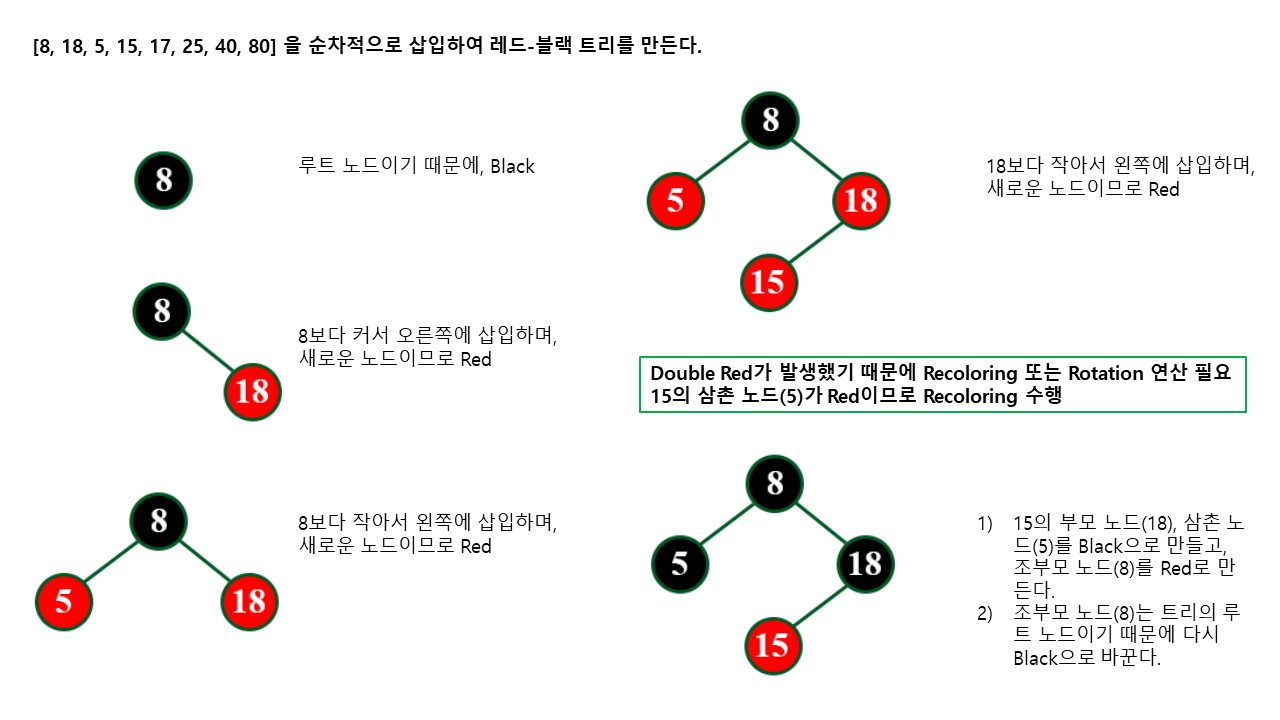 [8, 18, 5, 15, 17, 25, 40, 80] 을 순차적으로 삽입하여 레드-블랙 트리를 만든다.
8
루트 노드이기 때문에, Black
8
18
8보다 커서 오른쪽에 삽입하며,
새로운 노드이므로 Red
8
5
18
8보다 작아서 왼쪽에 삽입하며,
새로운 노드이므로 Red
8
5
18
15
18보다 작아서 왼쪽에 삽입하며,
새로운 노드이므로 Red
Double Red가 발생했기 때문에 Recoloring 또는 Rotation 연산 필요
15의 삼촌 노드(5)가 Red이므로 Recoloring 수행
8
5
18
15
1) 15의 부모 노드(18), 삼촌 노
드(5)를 Black으로 만들고,
조부모 노드(8)를 Red로 만
든다.
2) 조부모 노드(8)는 트리의 루
트 노드이기 때문에 다시
Black으로 바꾼다.